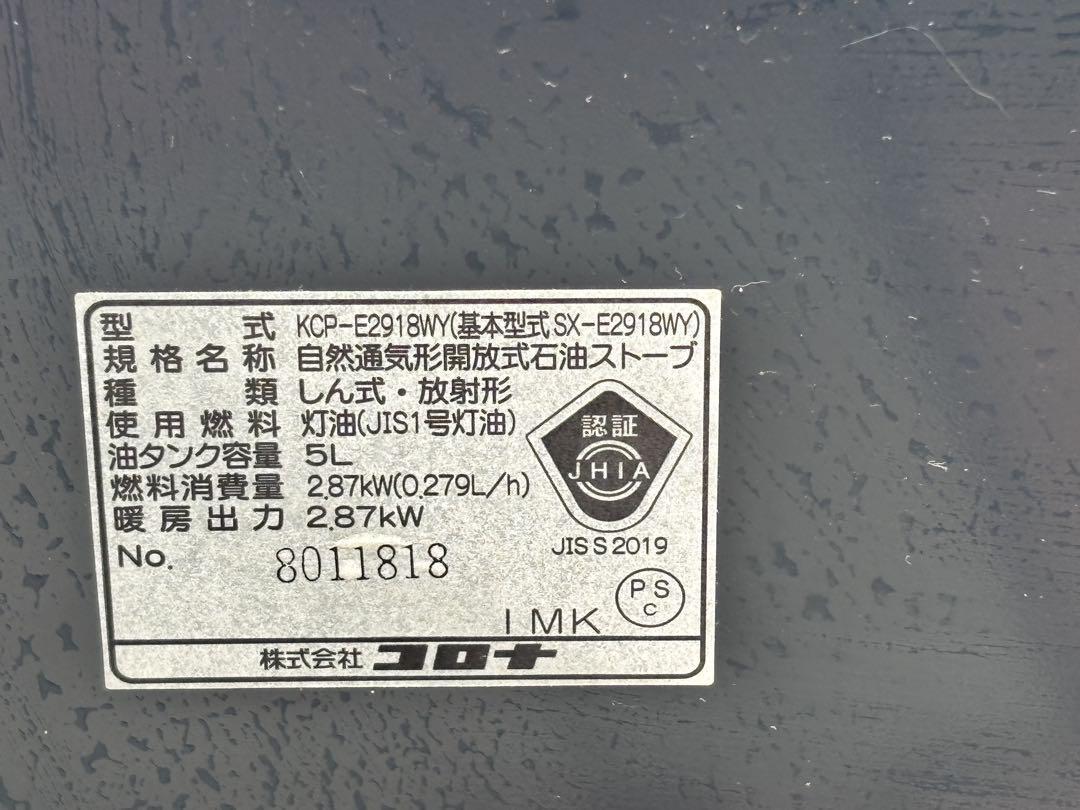 型式 KCP-E2918WY(基本型式 SX-E2918WY)
規格名称 自然通気形開放式石油ストーブ
種類 しん式・放射形
使用燃料 灯油(JIS1号灯油)
油タンク容量 5L
燃料消費量 2.87kW(0.279L/h)
暖房出力 2.87kW
No. 8011818
認証
JHIA
JIS S 2019
PS
C
IMK
株式会社 コロナ